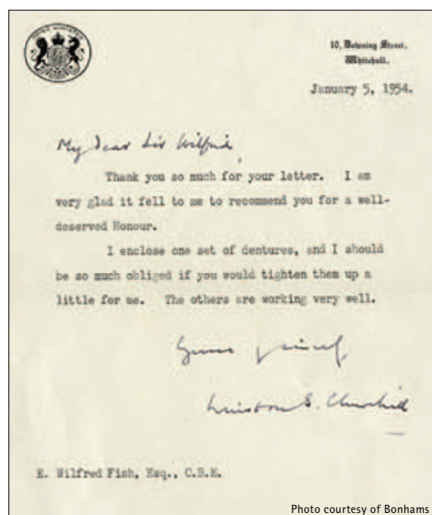 PRIME MINISTER
10, Downing Street,
Whitehall.
January 5, 1954.
My dear Sir Wilfrid,
Thank you so much for your letter. I am
very glad it fell to me to recommend you for a well-
deserved Honour.
I enclose one set of dentures, and I should
be so much obliged if you would tighten them up a
little for me. The others are working very well.
Yours sincerely
Winston S. Churchill
E. Wilfred Fish, Esq., C.B.E.
Photo courtesy of Bonhams